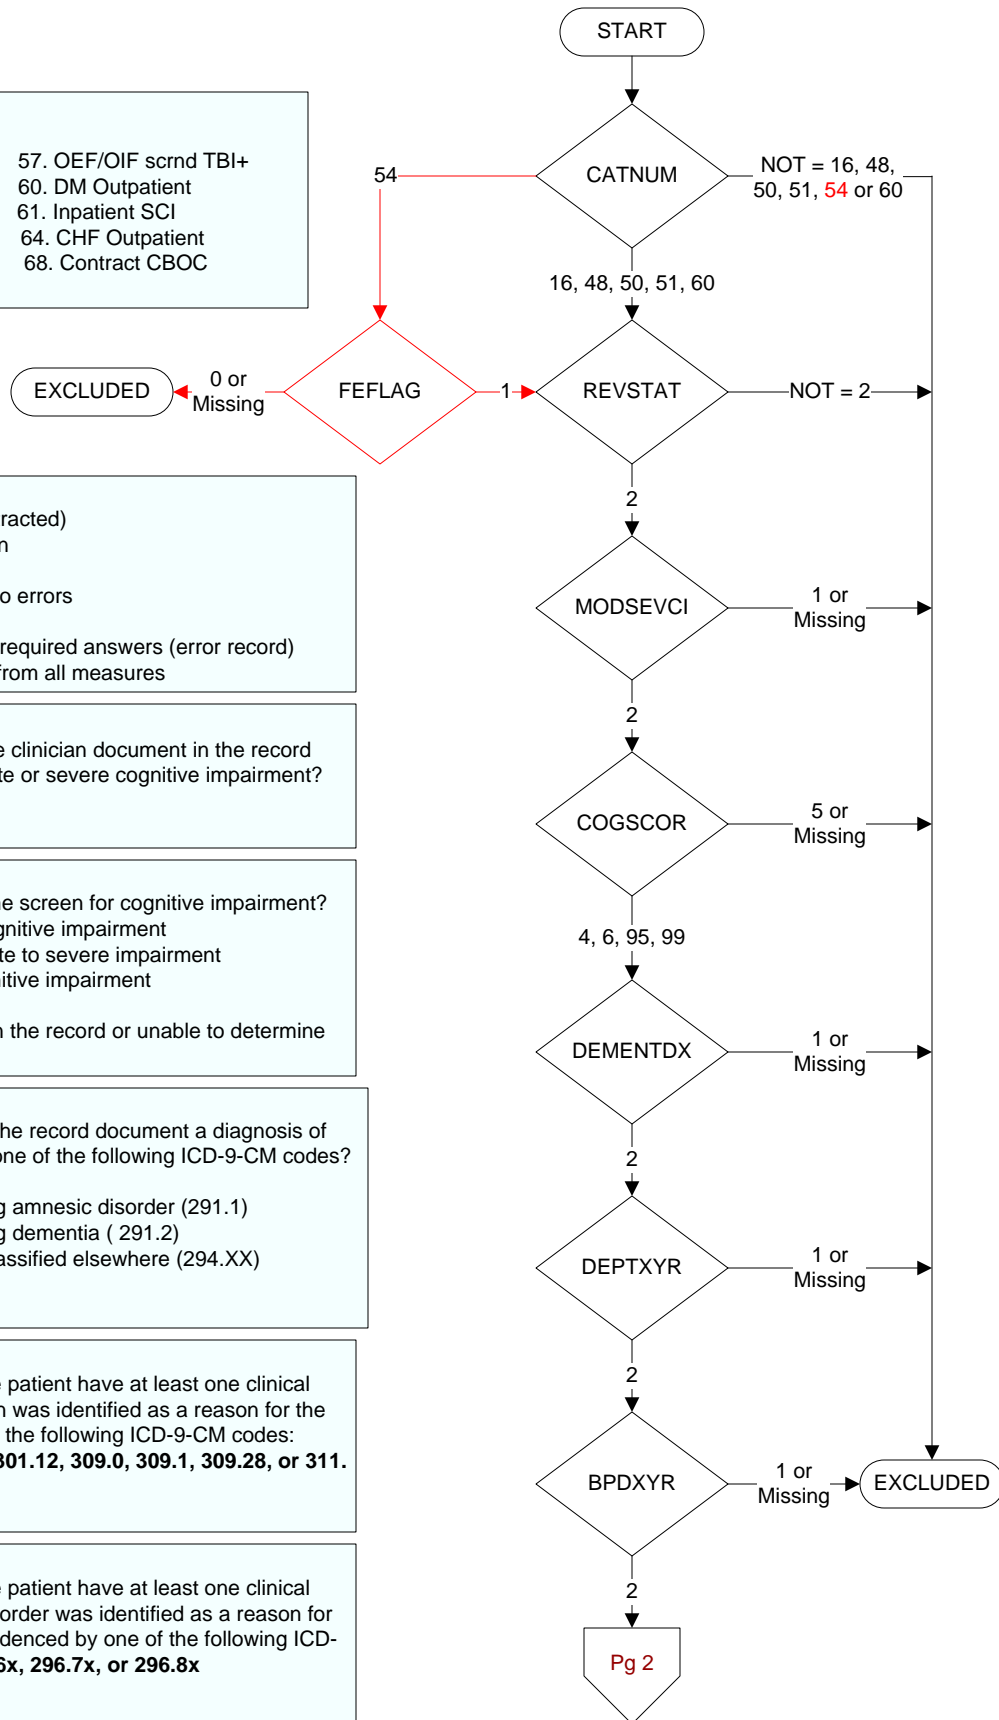 START
57. OEF/OIF scrnd TBI+
60. DM Outpatient
61. Inpatient SCI
64. CHF Outpatient
68. Contract CBOC
54
CATNUM
NOT = 16, 48,
50, 51, 54 or 60
16, 48, 50, 51, 60
EXCLUDED
0 or
Missing
FEFLAG
1
REVSTAT
NOT = 2
2
racted)
n
o errors
required answers (error record)
from all measures
MODSEVCI
1 or
Missing
2
e clinician document in the record
te or severe cognitive impairment?
COGSCOR
5 or
Missing
4, 6, 95, 99
he screen for cognitive impairment?
gnitive impairment
te to severe impairment
nitive impairment
n the record or unable to determine
DEMENTDX
1 or
Missing
2
the record document a diagnosis of
one of the following ICD-9-CM codes?
g amnesic disorder (291.1)
g dementia ( 291.2)
assified elsewhere (294.XX)
DEPTXYR
1 or
Missing
2
e patient have at least one clinical
n was identified as a reason for the
the following ICD-9-CM codes:
301.12, 309.0, 309.1, 309.28, or 311.
BPDXYR
1 or
Missing
EXCLUDED
2
e patient have at least one clinical
order was identified as a reason for
denced by one of the following ICD-
6x, 296.7x, or 296.8x
Pg 2